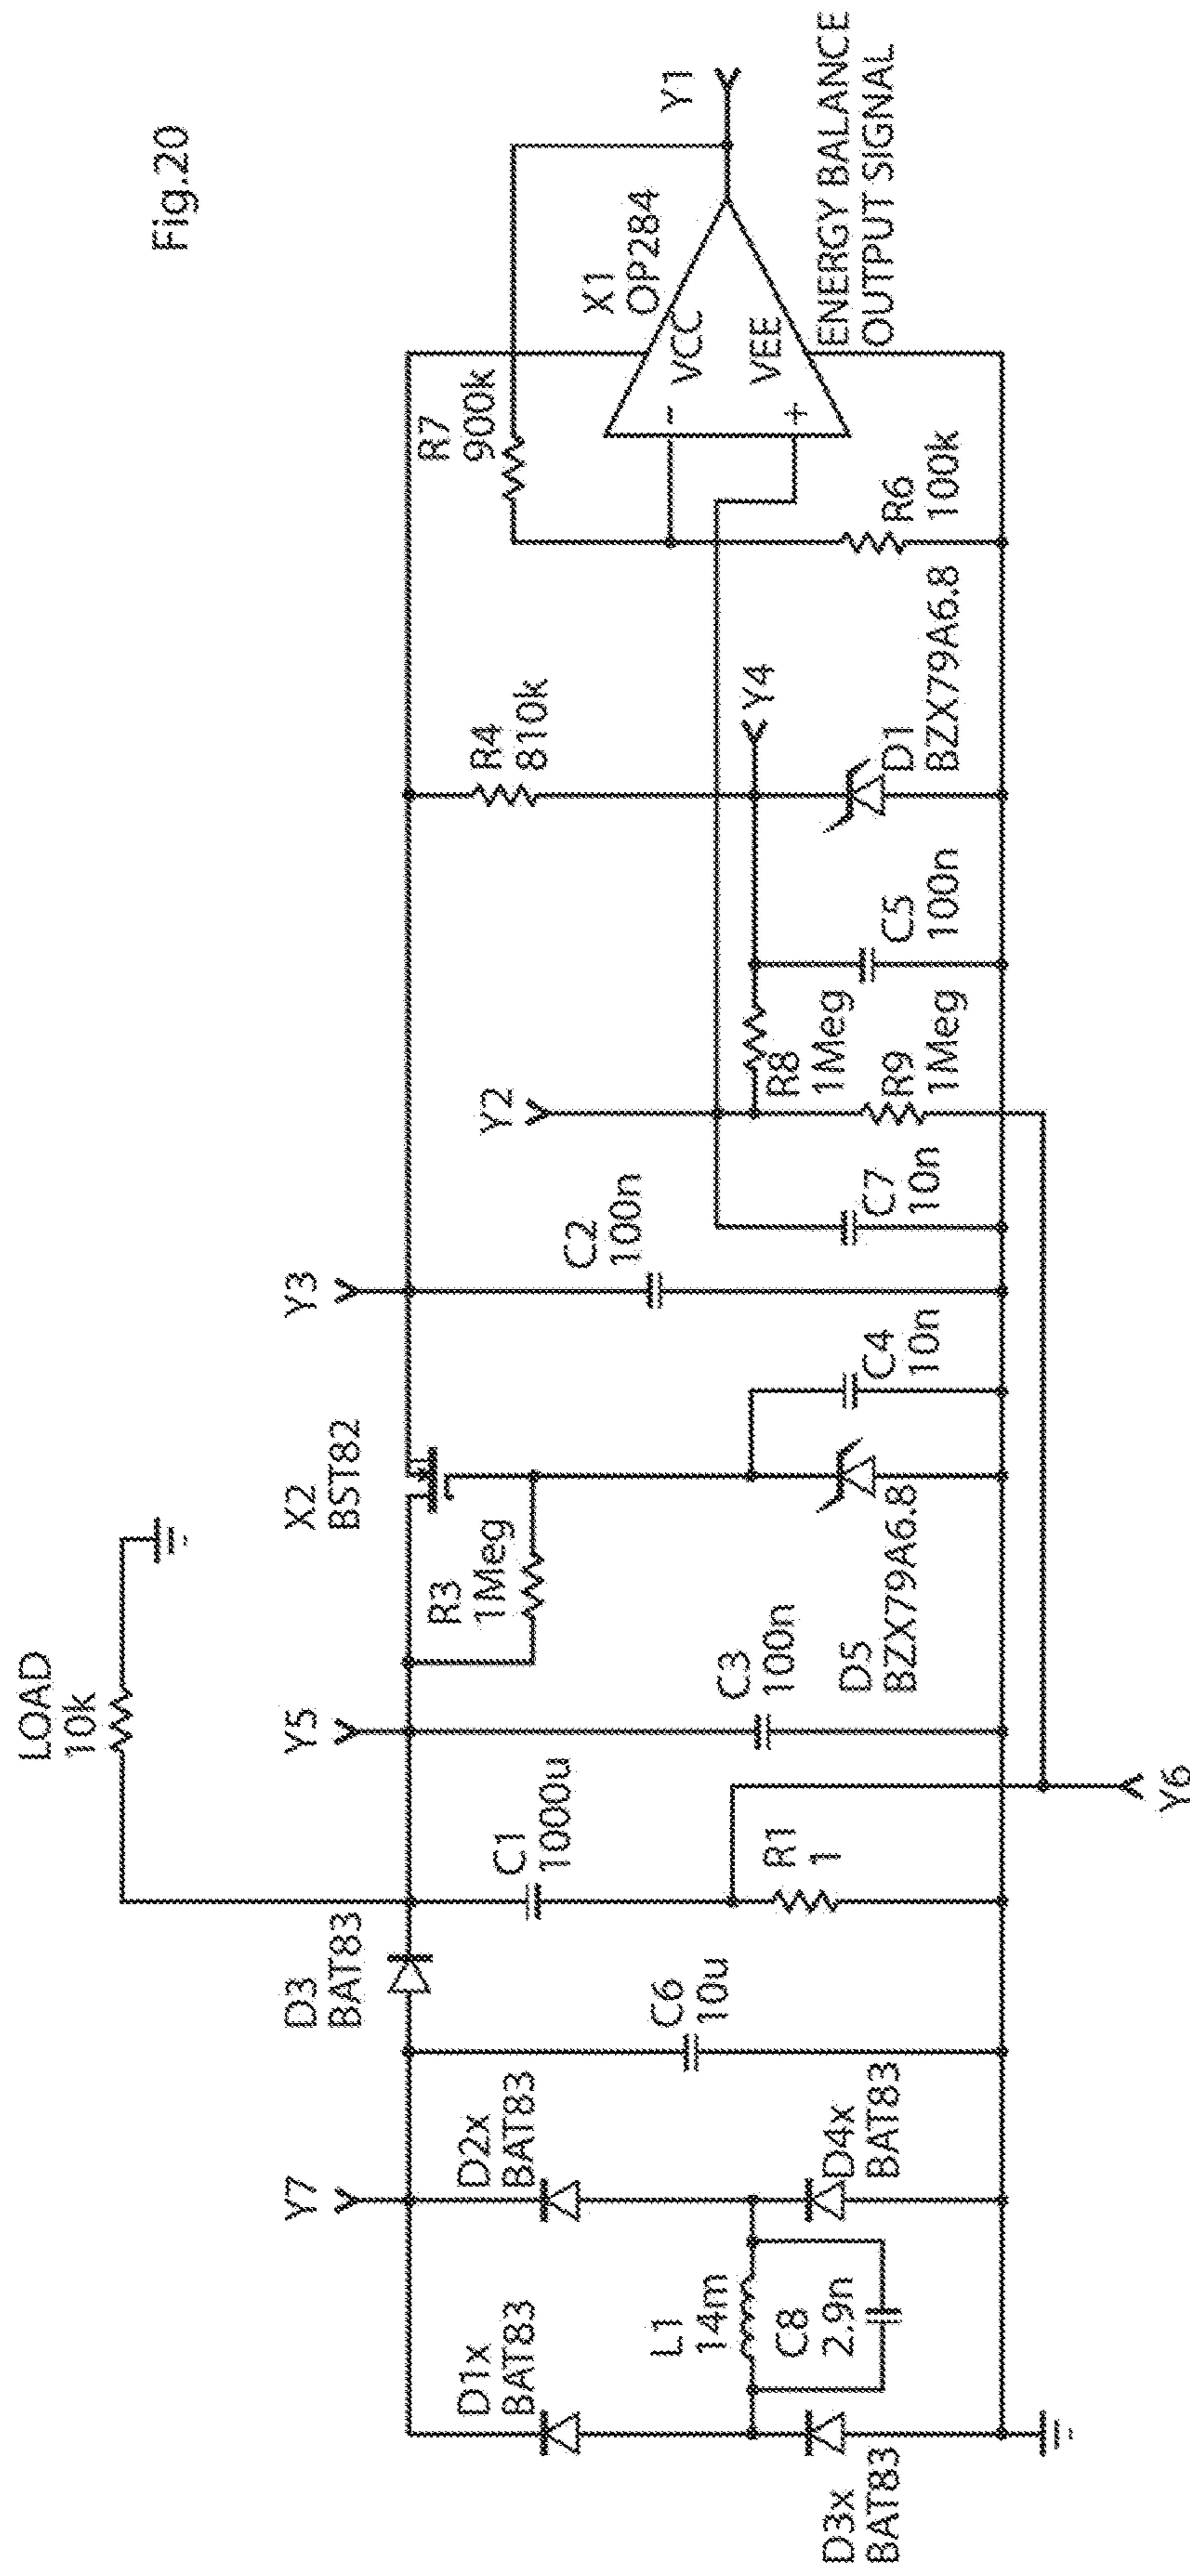 Fig.20
LOAD
10k
D3
BAT83
Y7
Y5
X2
BST82
Y3
D1x
BAT83
D2x
BAT83
C1
1000u
R3
1Meg
Y2
R4
810k
R7
900k
C6
10u
C2
100n
X1
OP284
Y1
L1
14m
C8
2.9n
R1
1
C3
100n
R8
1Meg
Y4
-
VCC
+
VEE
D3x
BAT83
D4x
BAT83
D5
BZX79A6.8
C4
10n
C7
10n
R9
1Meg
C5
100n
D1
BZX79A6.8
R6
100k
ENERGY BALANCE
OUTPUT SIGNAL
Y6